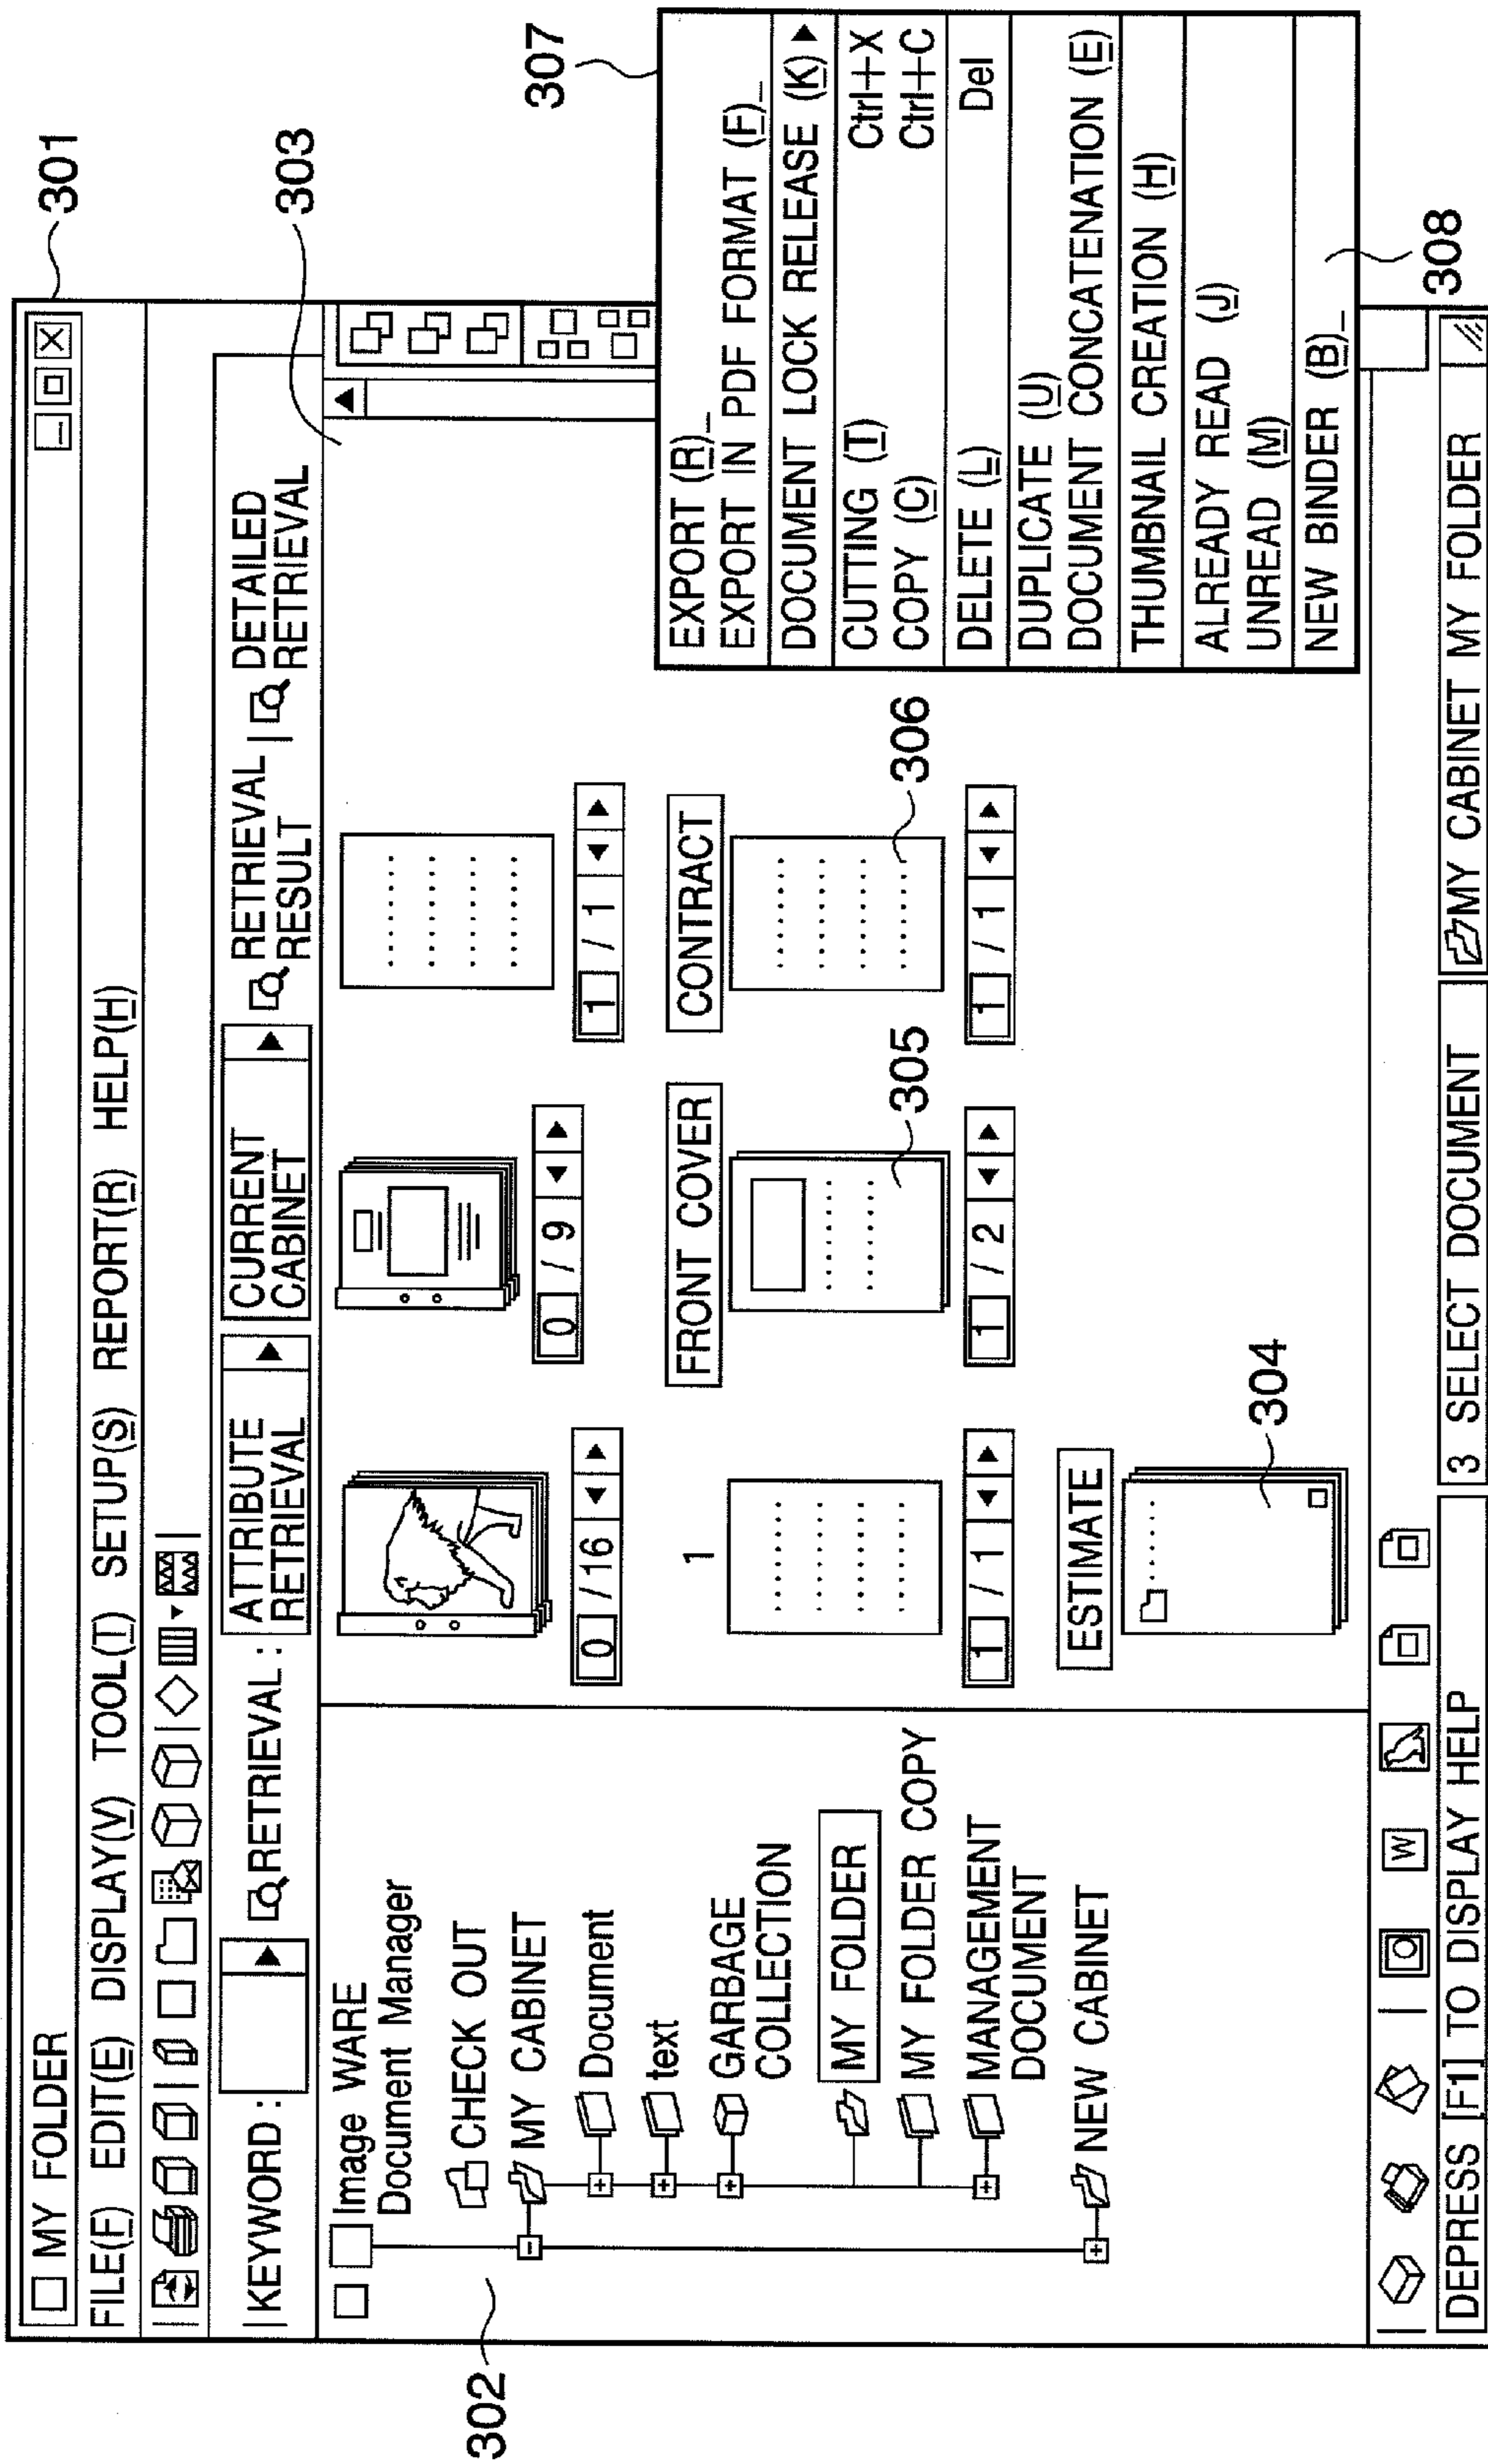 301
MY FOLDER
FILE(F) EDIT(E) DISPLAY(V) TOOL(T) SETUP(S) REPORT(R) HELP(H)
KEYWORD: RETRIEVAL: ATTRIBUTE RETRIEVAL CURRENT CABINET RETRIEVAL RESULT DETAILED RETRIEVAL
303
302
Image WARE
Document Manager
CHECK OUT
MY CABINET
Document
text
GARBAGE
COLLECTION
MY FOLDER
MY FOLDER COPY
MANAGEMENT
DOCUMENT
NEW CABINET
0 / 16
0 / 9
1 / 1
1
FRONT COVER
CONTRACT
305
306
1 / 1
1 / 2
1 / 1
ESTIMATE
304
307
EXPORT (R)_
EXPORT IN PDF FORMAT (F)_
DOCUMENT LOCK RELEASE (K)
CUTTING (T) Ctrl+X
COPY (C) Ctrl+C
DELETE (L) Del
DUPLICATE (U)
DOCUMENT CONCATENATION (E)
THUMBNAIL CREATION (H)
ALREADY READ (J)
UNREAD (M)
NEW BINDER (B)_
308
W
DEPRESS [F1] TO DISPLAY HELP
3 SELECT DOCUMENT
MY CABINET MY FOLDER